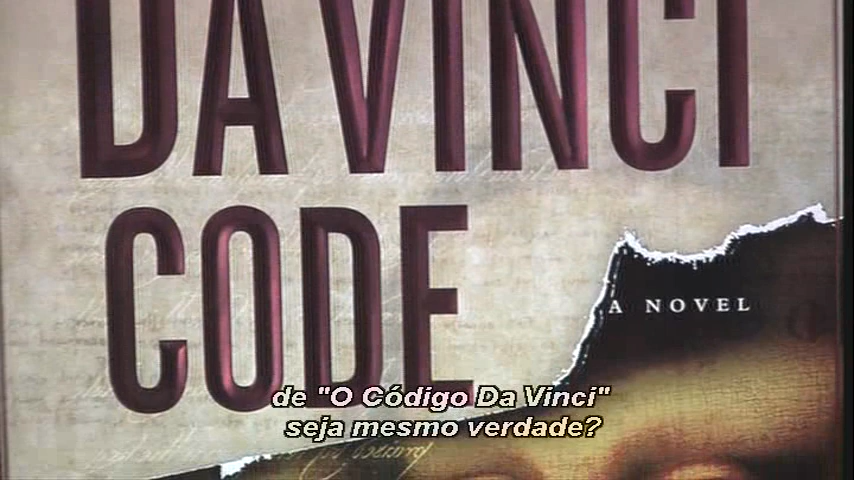 DA VINCI
CODE
A NOVEL
de "O Código Da Vinci"
seja mesmo verdade?